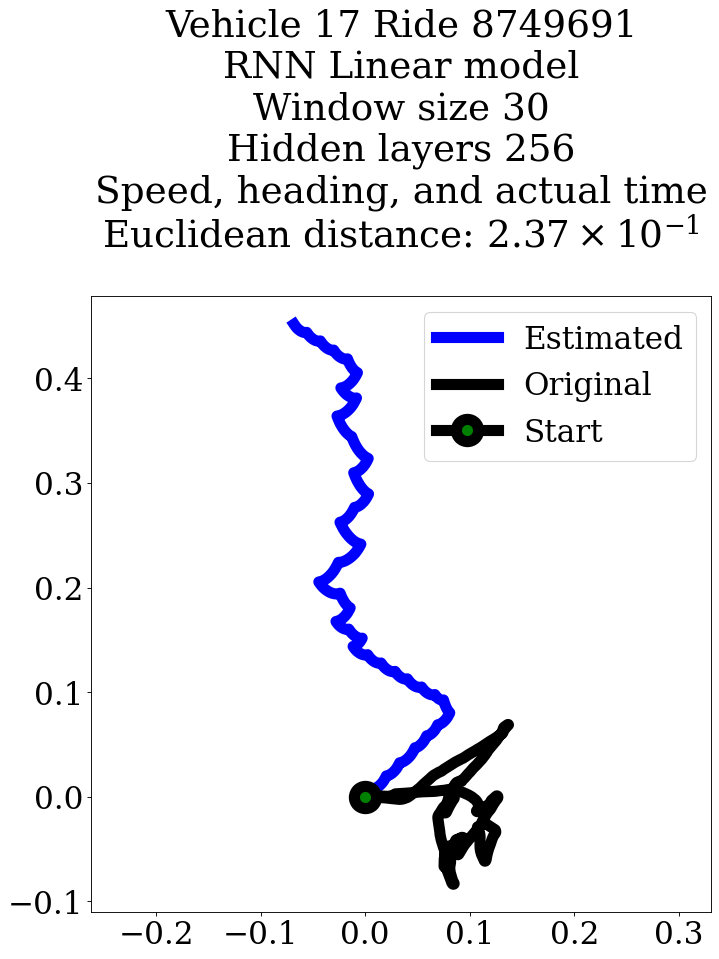 Vehicle 17 Ride 8749691
RNN Linear model
Window size 30
Hidden layers 256
Speed, heading, and actual time
Euclidean distance: 2.37 × 10⁻¹
Estimated
Original
Start
0.4
0.3
0.2
0.1
0.0
−0.1
−0.2 −0.1 0.0 0.1 0.2 0.3